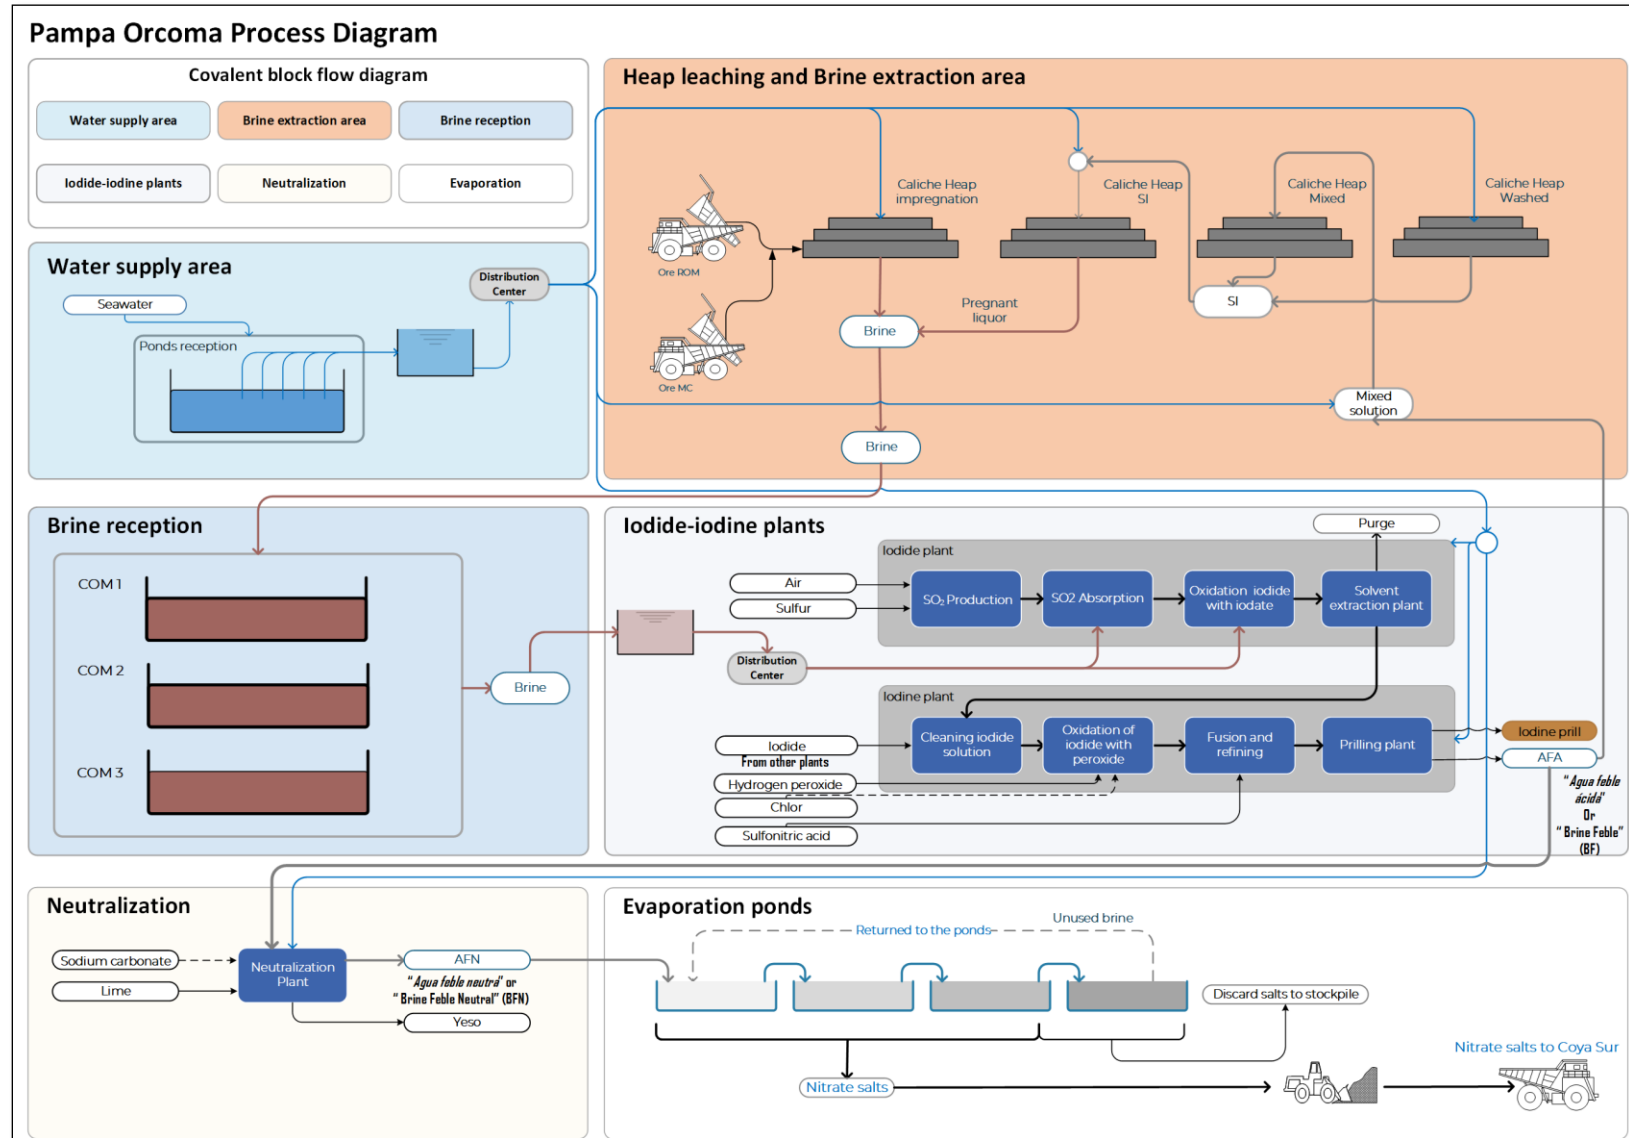 Pampa Orcoma Process Diagram
Covalent block flow diagram
Water supply area
Brine extraction area
Brine reception
Iodide-iodine plants
Neutralization
Evaporation
Heap leaching and Brine extraction area
Caliche Heap
impregnation
Caliche Heap
SI
Caliche Heap
Mixed
Caliche Heap
Washed
Ore ROM
Ore MC
Pregnant
liquor
Brine
SI
Mixed
solution
Brine
Water supply area
Seawater
Ponds reception
Distribution
Center
Brine reception
COM 1
COM 2
COM 3
Brine
Iodide-iodine plants
Purge
Iodide plant
Air
Sulfur
SO2 Production
SO2 Absorption
Oxidation iodide
with iodate
Solvent
extraction plant
Distribution
Center
Iodine plant
Iodide
From other plants
Hydrogen peroxide
Chlor
Sulfonitric acid
Cleaning iodide
solution
Oxidation of
iodide with
peroxide
Fusion and
refining
Prilling plant
Iodine prill
AFA
"Agua feble
ácida"
Or
"Brine Feble"
(BF)
Neutralization
Sodium carbonate
Lime
Neutralization
Plant
AFN
"Agua feble neutra" or
"Brine Feble Neutral" (BFN)
Yeso
Evaporation ponds
Unused brine
Returned to the ponds
Discard salts to stockpile
Nitrate salts
Nitrate salts to Coya Sur